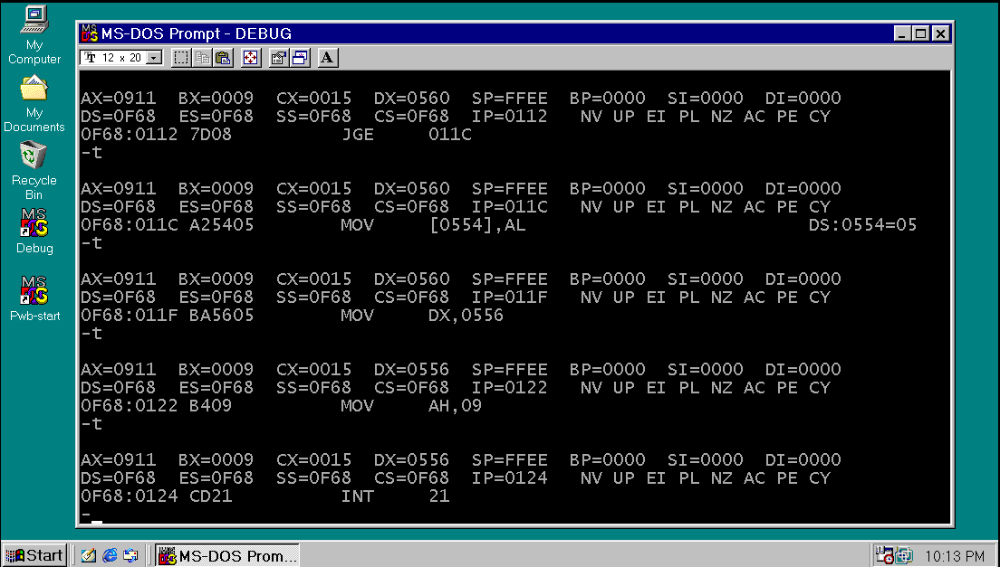 My
Computer
My
Documents
Recycle
Bin
MS
DOS
Debug
MS
DOS
Pwb-start
MS-DOS Prompt - DEBUG
12 x 20
A
AX=0911  BX=0009  CX=0015  DX=0560  SP=FFEE  BP=0000  SI=0000  DI=0000
DS=0F68  ES=0F68  SS=0F68  CS=0F68  IP=0112   NV UP EI PL NZ AC PE CY
0F68:0112 7D08          JGE     011C
-t
AX=0911  BX=0009  CX=0015  DX=0560  SP=FFEE  BP=0000  SI=0000  DI=0000
DS=0F68  ES=0F68  SS=0F68  CS=0F68  IP=011C   NV UP EI PL NZ AC PE CY
0F68:011C A25405        MOV     [0554],AL                          DS:0554=05
-t
AX=0911  BX=0009  CX=0015  DX=0560  SP=FFEE  BP=0000  SI=0000  DI=0000
DS=0F68  ES=0F68  SS=0F68  CS=0F68  IP=011F   NV UP EI PL NZ AC PE CY
0F68:011F BA5605        MOV     DX,0556
-t
AX=0911  BX=0009  CX=0015  DX=0556  SP=FFEE  BP=0000  SI=0000  DI=0000
DS=0F68  ES=0F68  SS=0F68  CS=0F68  IP=0122   NV UP EI PL NZ AC PE CY
0F68:0122 B409          MOV     AH,09
-t
AX=0911  BX=0009  CX=0015  DX=0556  SP=FFEE  BP=0000  SI=0000  DI=0000
DS=0F68  ES=0F68  SS=0F68  CS=0F68  IP=0124   NV UP EI PL NZ AC PE CY
0F68:0124 CD21          INT     21
-_
Start
MS-DOS Prom...
10:13 PM